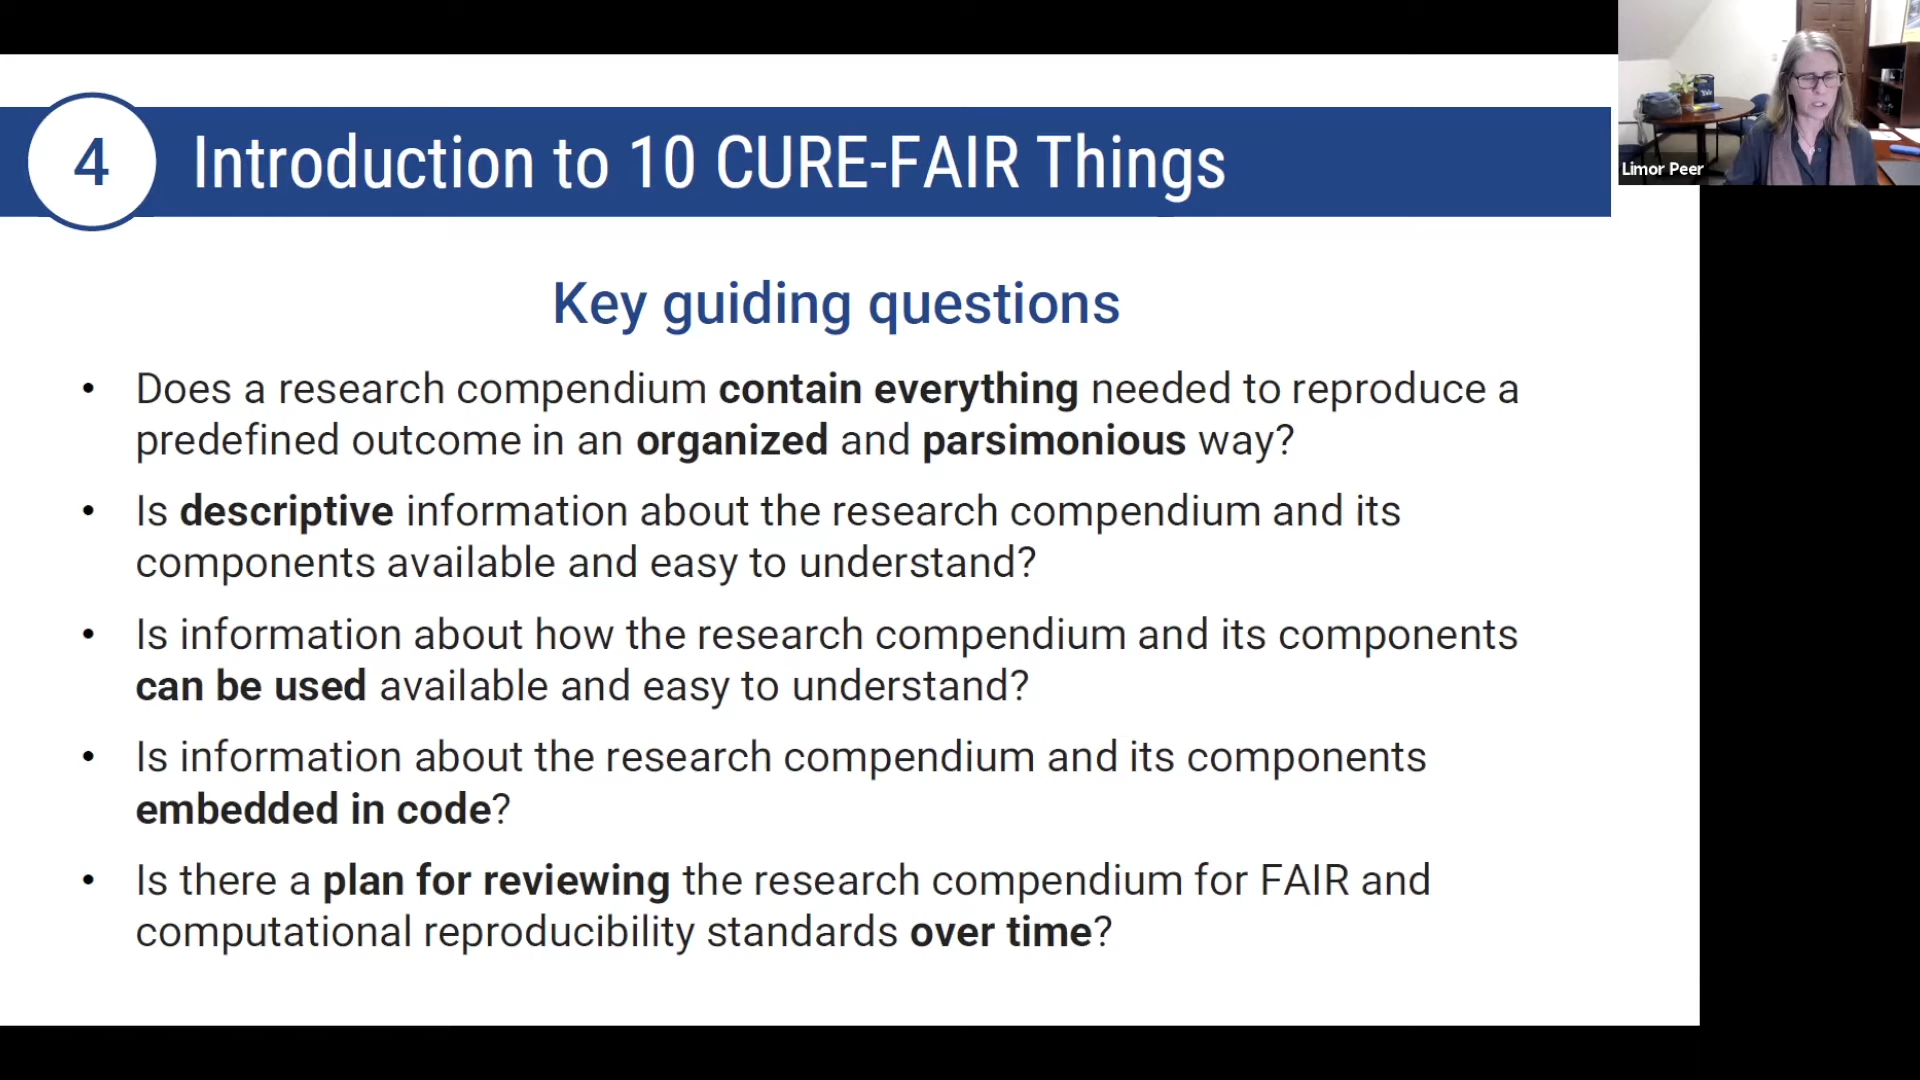 4
Introduction to 10 CURE-FAIR Things
Limor Peer
Key guiding questions
• Does a research compendium contain everything needed to reproduce a
predefined outcome in an organized and parsimonious way?
• Is descriptive information about the research compendium and its
components available and easy to understand?
• Is information about how the research compendium and its components
can be used available and easy to understand?
• Is information about the research compendium and its components
embedded in code?
• Is there a plan for reviewing the research compendium for FAIR and
computational reproducibility standards over time?